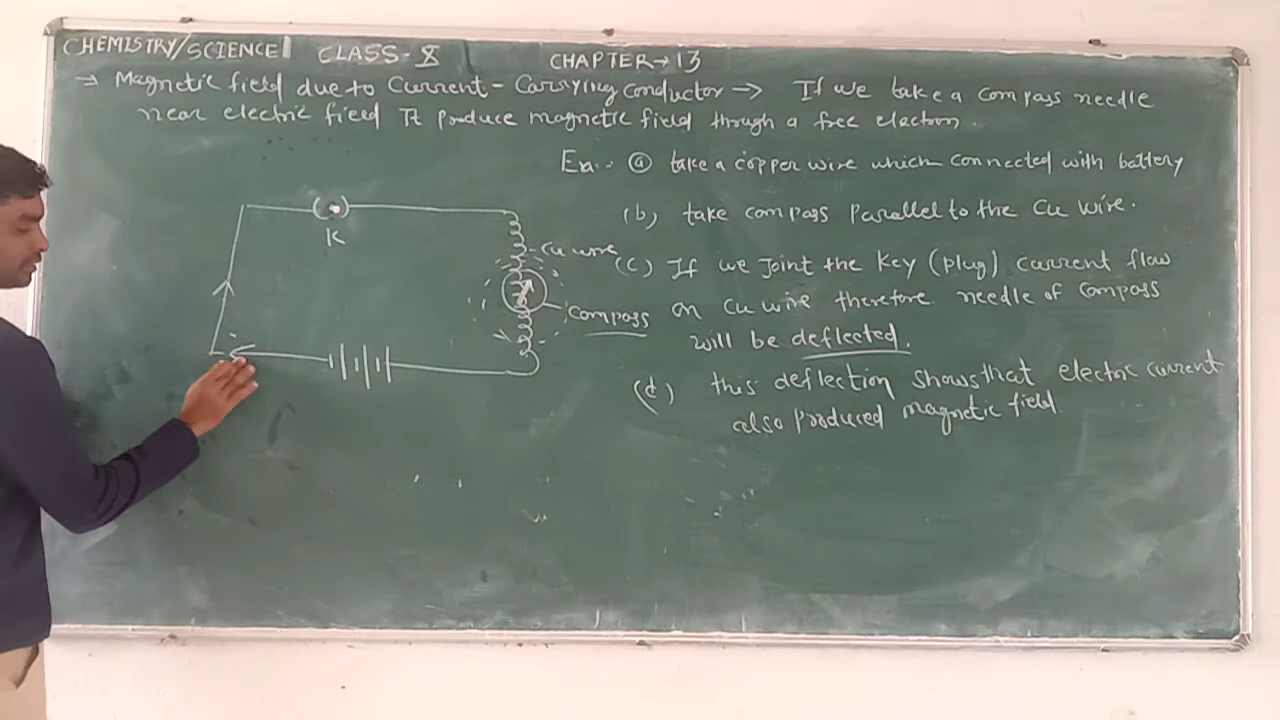 CHEMISTRY/SCIENCE CLASS-X CHAPTER→13
→ Magnetic field due to Current-Carrying Conductor → If we take a compass needle
near electric fieed It produce magnetic field through a free electron.
Ex:- (a) take a copper wire which connected with battery
(b) take compass parallel to the Cu wire.
(c) If we Joint the Key (plug) current flow
on Cu wire therefore needle of compass
will be deflected.
(d) this deflection shows that electric current
also produced magnetic field.
K
Cu wire
Compass